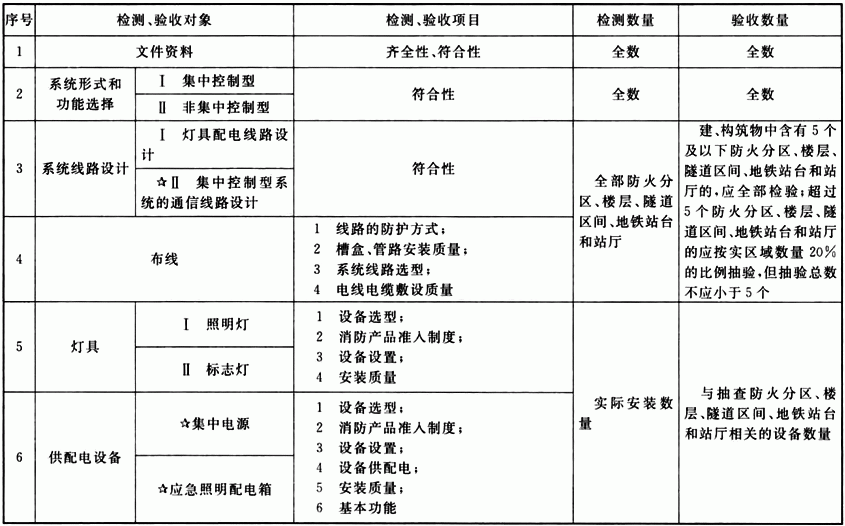 序号 检测、验收对象 检测、验收项目 检测数量 验收数量
1 文件资料 齐全性、符合性 全数 全数
2 系统形式和
功能选择
Ⅰ 集中控制型
Ⅱ 非集中控制型
符合性 全数 全数
3 系统线路设计
Ⅰ 灯具配电线路设
计
☆Ⅱ 集中控制型系
统的通信线路设计
符合性
4 布线
1 线路的防护方式；
2 槽盒、管路安装质量；
3 系统线路选型；
4 电线电缆敷设质量
全部防火分
区、楼层、隧道
区间、地铁站台
和站厅
建、构筑物中含有5个
及以下防火分区、楼层、
隧道区间、地铁站台和站
厅的，应全部检验；超过
5个防火分区、楼层、隧
道区间、地铁站台和站厅
的应按实区域数量20%
的比例抽验，但抽验总数
不应小于5个
5 灯具
Ⅰ 照明灯
Ⅱ 标志灯
1 设备选型；
2 消防产品准入制度；
3 设备设置；
4 安装质量
6 供配电设备
☆集中电源
☆应急照明配电箱
1 设备选型；
2 消防产品准入制度；
3 设备设置；
4 设备供配电；
5 安装质量；
6 基本功能
实际安装数
量
与抽查防火分区、楼
层、隧道区间、地铁站台
和站厅相关的设备数量